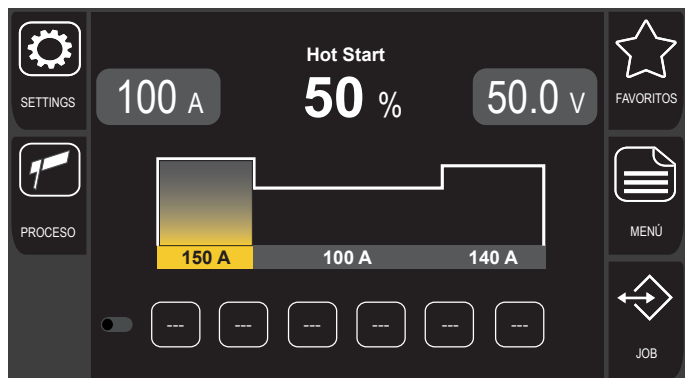 SETTINGS
PROCESO
Hot Start
100 A
50 %
50.0 V
150 A
100 A
140 A
---
---
---
---
---
---
FAVORITOS
MENÚ
JOB